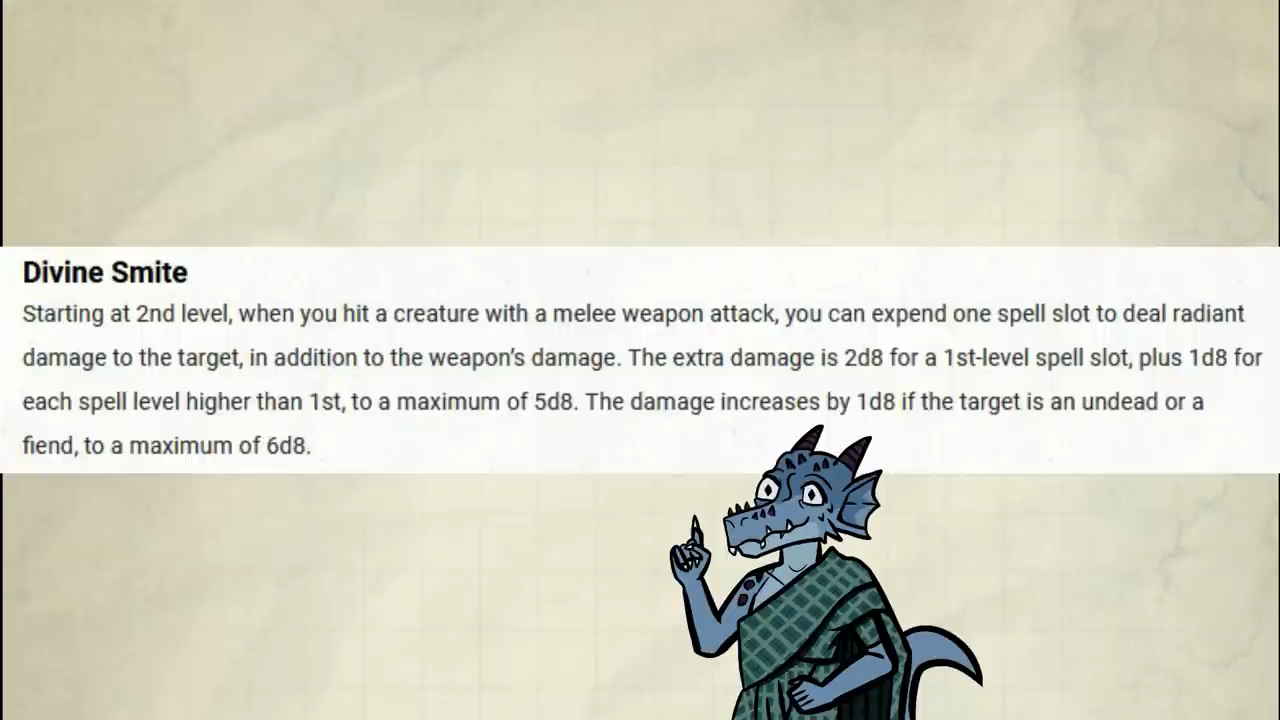 Divine Smite
Starting at 2nd level, when you hit a creature with a melee weapon attack, you can expend one spell slot to deal radiant
damage to the target, in addition to the weapon’s damage. The extra damage is 2d8 for a 1st-level spell slot, plus 1d8 for
each spell level higher than 1st, to a maximum of 5d8. The damage increases by 1d8 if the target is an undead or a
fiend, to a maximum of 6d8.